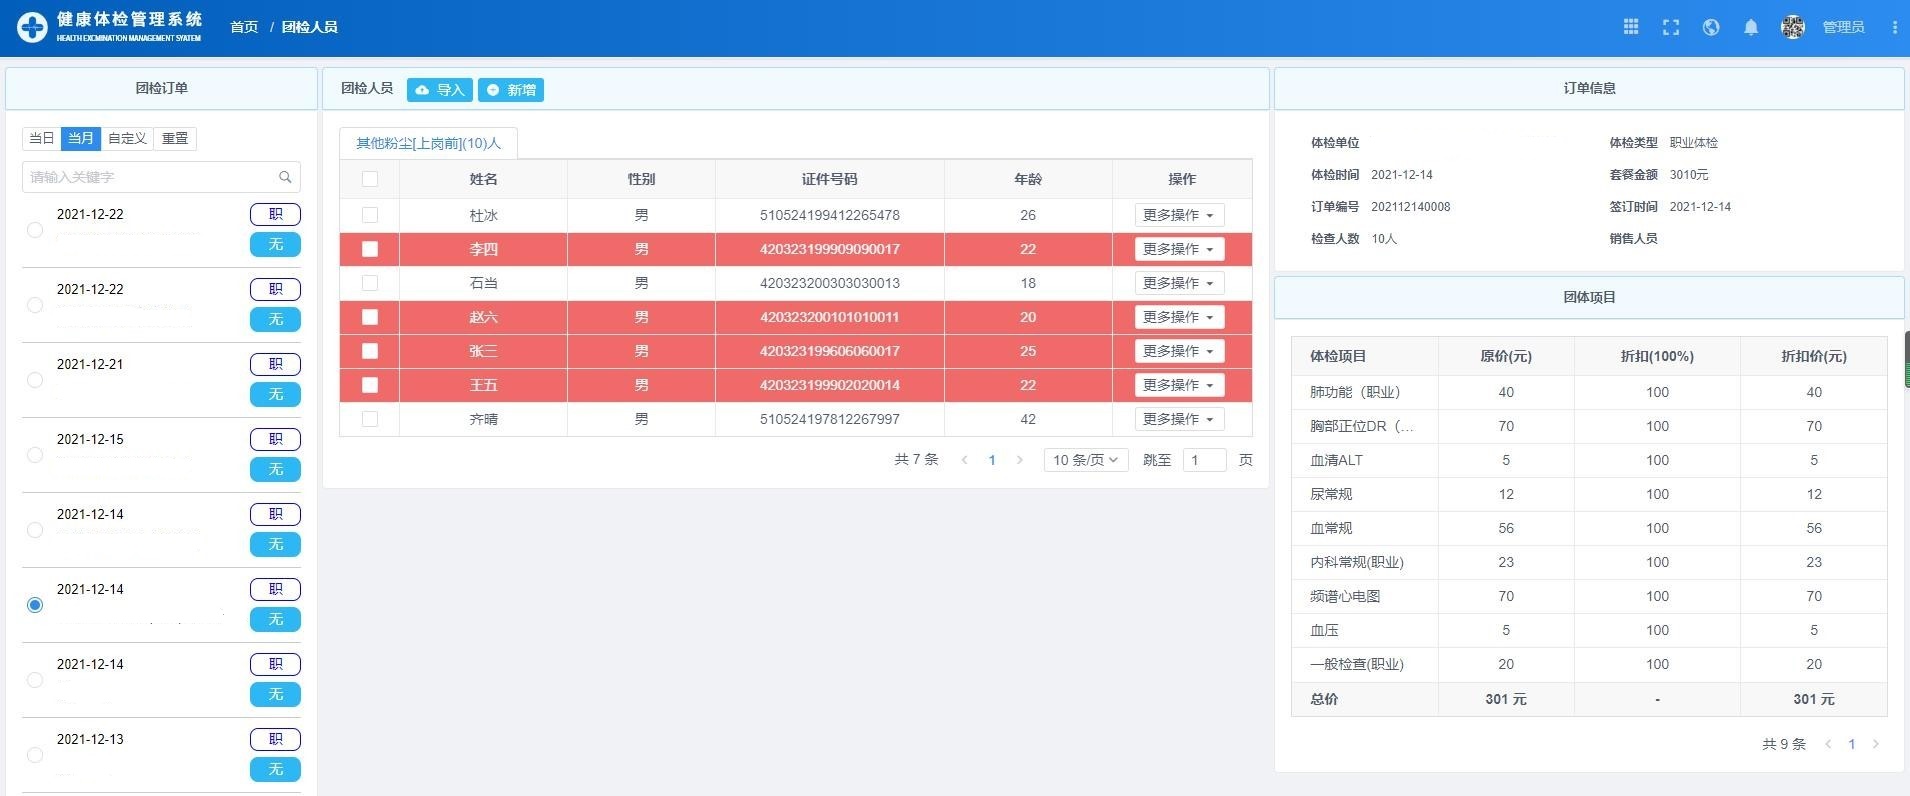 健康体检管理系统
HEALTH EXCMINATION MANAGEMENT SYATEM
首页 / 团检人员
管理员
团检订单
当日 当月 自定义 重置
请输入关键字
2021-12-22 职
无
2021-12-22 职
无
2021-12-21 职
无
2021-12-15 职
无
2021-12-14 职
无
2021-12-14 职
无
2021-12-14 职
无
2021-12-13 职
无
团检人员 导入 新增
其他粉尘[上岗前](10)人
姓名 性别 证件号码 年龄 操作
杜冰 男 510524199412265478 26 更多操作
李四 男 420323199909090017 22 更多操作
石当 男 420323200303030013 18 更多操作
赵六 男 420323200101010011 20 更多操作
张三 男 420323199606060017 25 更多操作
王五 男 420323199902020014 22 更多操作
齐晴 男 510524197812267997 42 更多操作
共 7 条 < 1 > 10 条/页 跳至 1 页
订单信息
体检单位 体检类型 职业体检
体检时间 2021-12-14 套餐金额 3010元
订单编号 202112140008 签订时间 2021-12-14
检查人数 10人 销售人员
团体项目
体检项目 原价(元) 折扣(100%) 折扣价(元)
肺功能（职业） 40 100 40
胸部正位DR（... 70 100 70
血清ALT 5 100 5
尿常规 12 100 12
血常规 56 100 56
内科常规(职业) 23 100 23
频谱心电图 70 100 70
血压 5 100 5
一般检查(职业) 20 100 20
总价 301 元 - 301 元
共 9 条 < 1 >